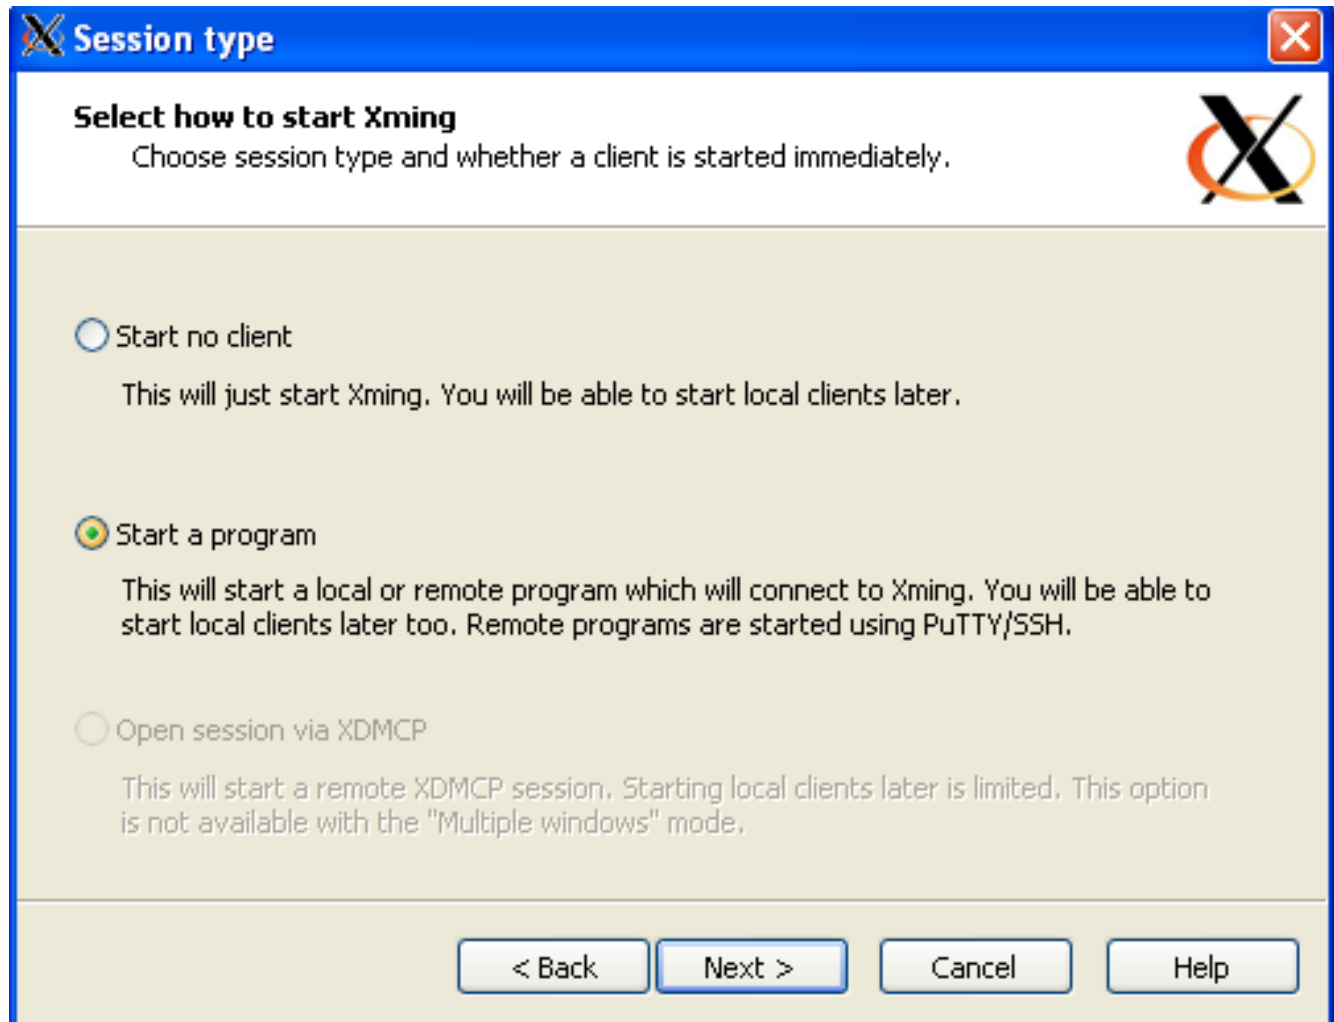 Session type
Select how to start Xming
Choose session type and whether a client is started immediately.
Start no client
This will just start Xming. You will be able to start local clients later.
Start a program
This will start a local or remote program which will connect to Xming. You will be able to
start local clients later too. Remote programs are started using PuTTY/SSH.
Open session via XDMCP
This will start a remote XDMCP session. Starting local clients later is limited. This option
is not available with the "Multiple windows" mode.
< Back Next > Cancel Help